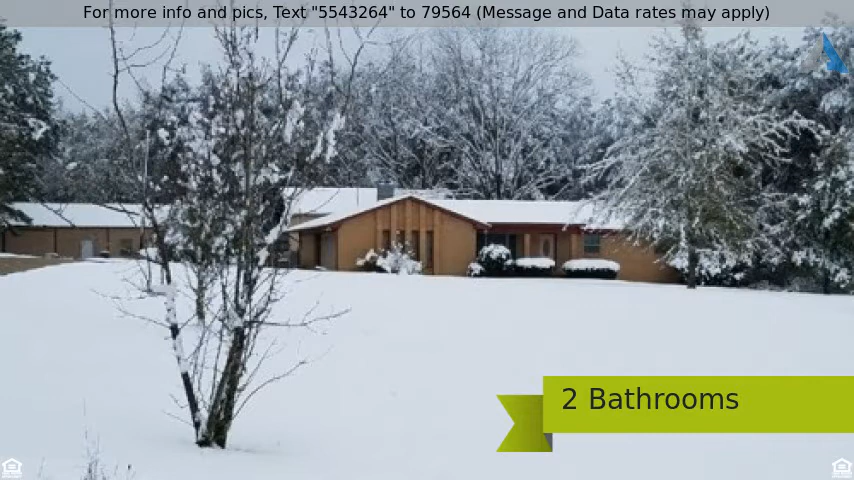 For more info and pics, Text "5543264" to 79564 (Message and Data rates may apply)
2 Bathrooms